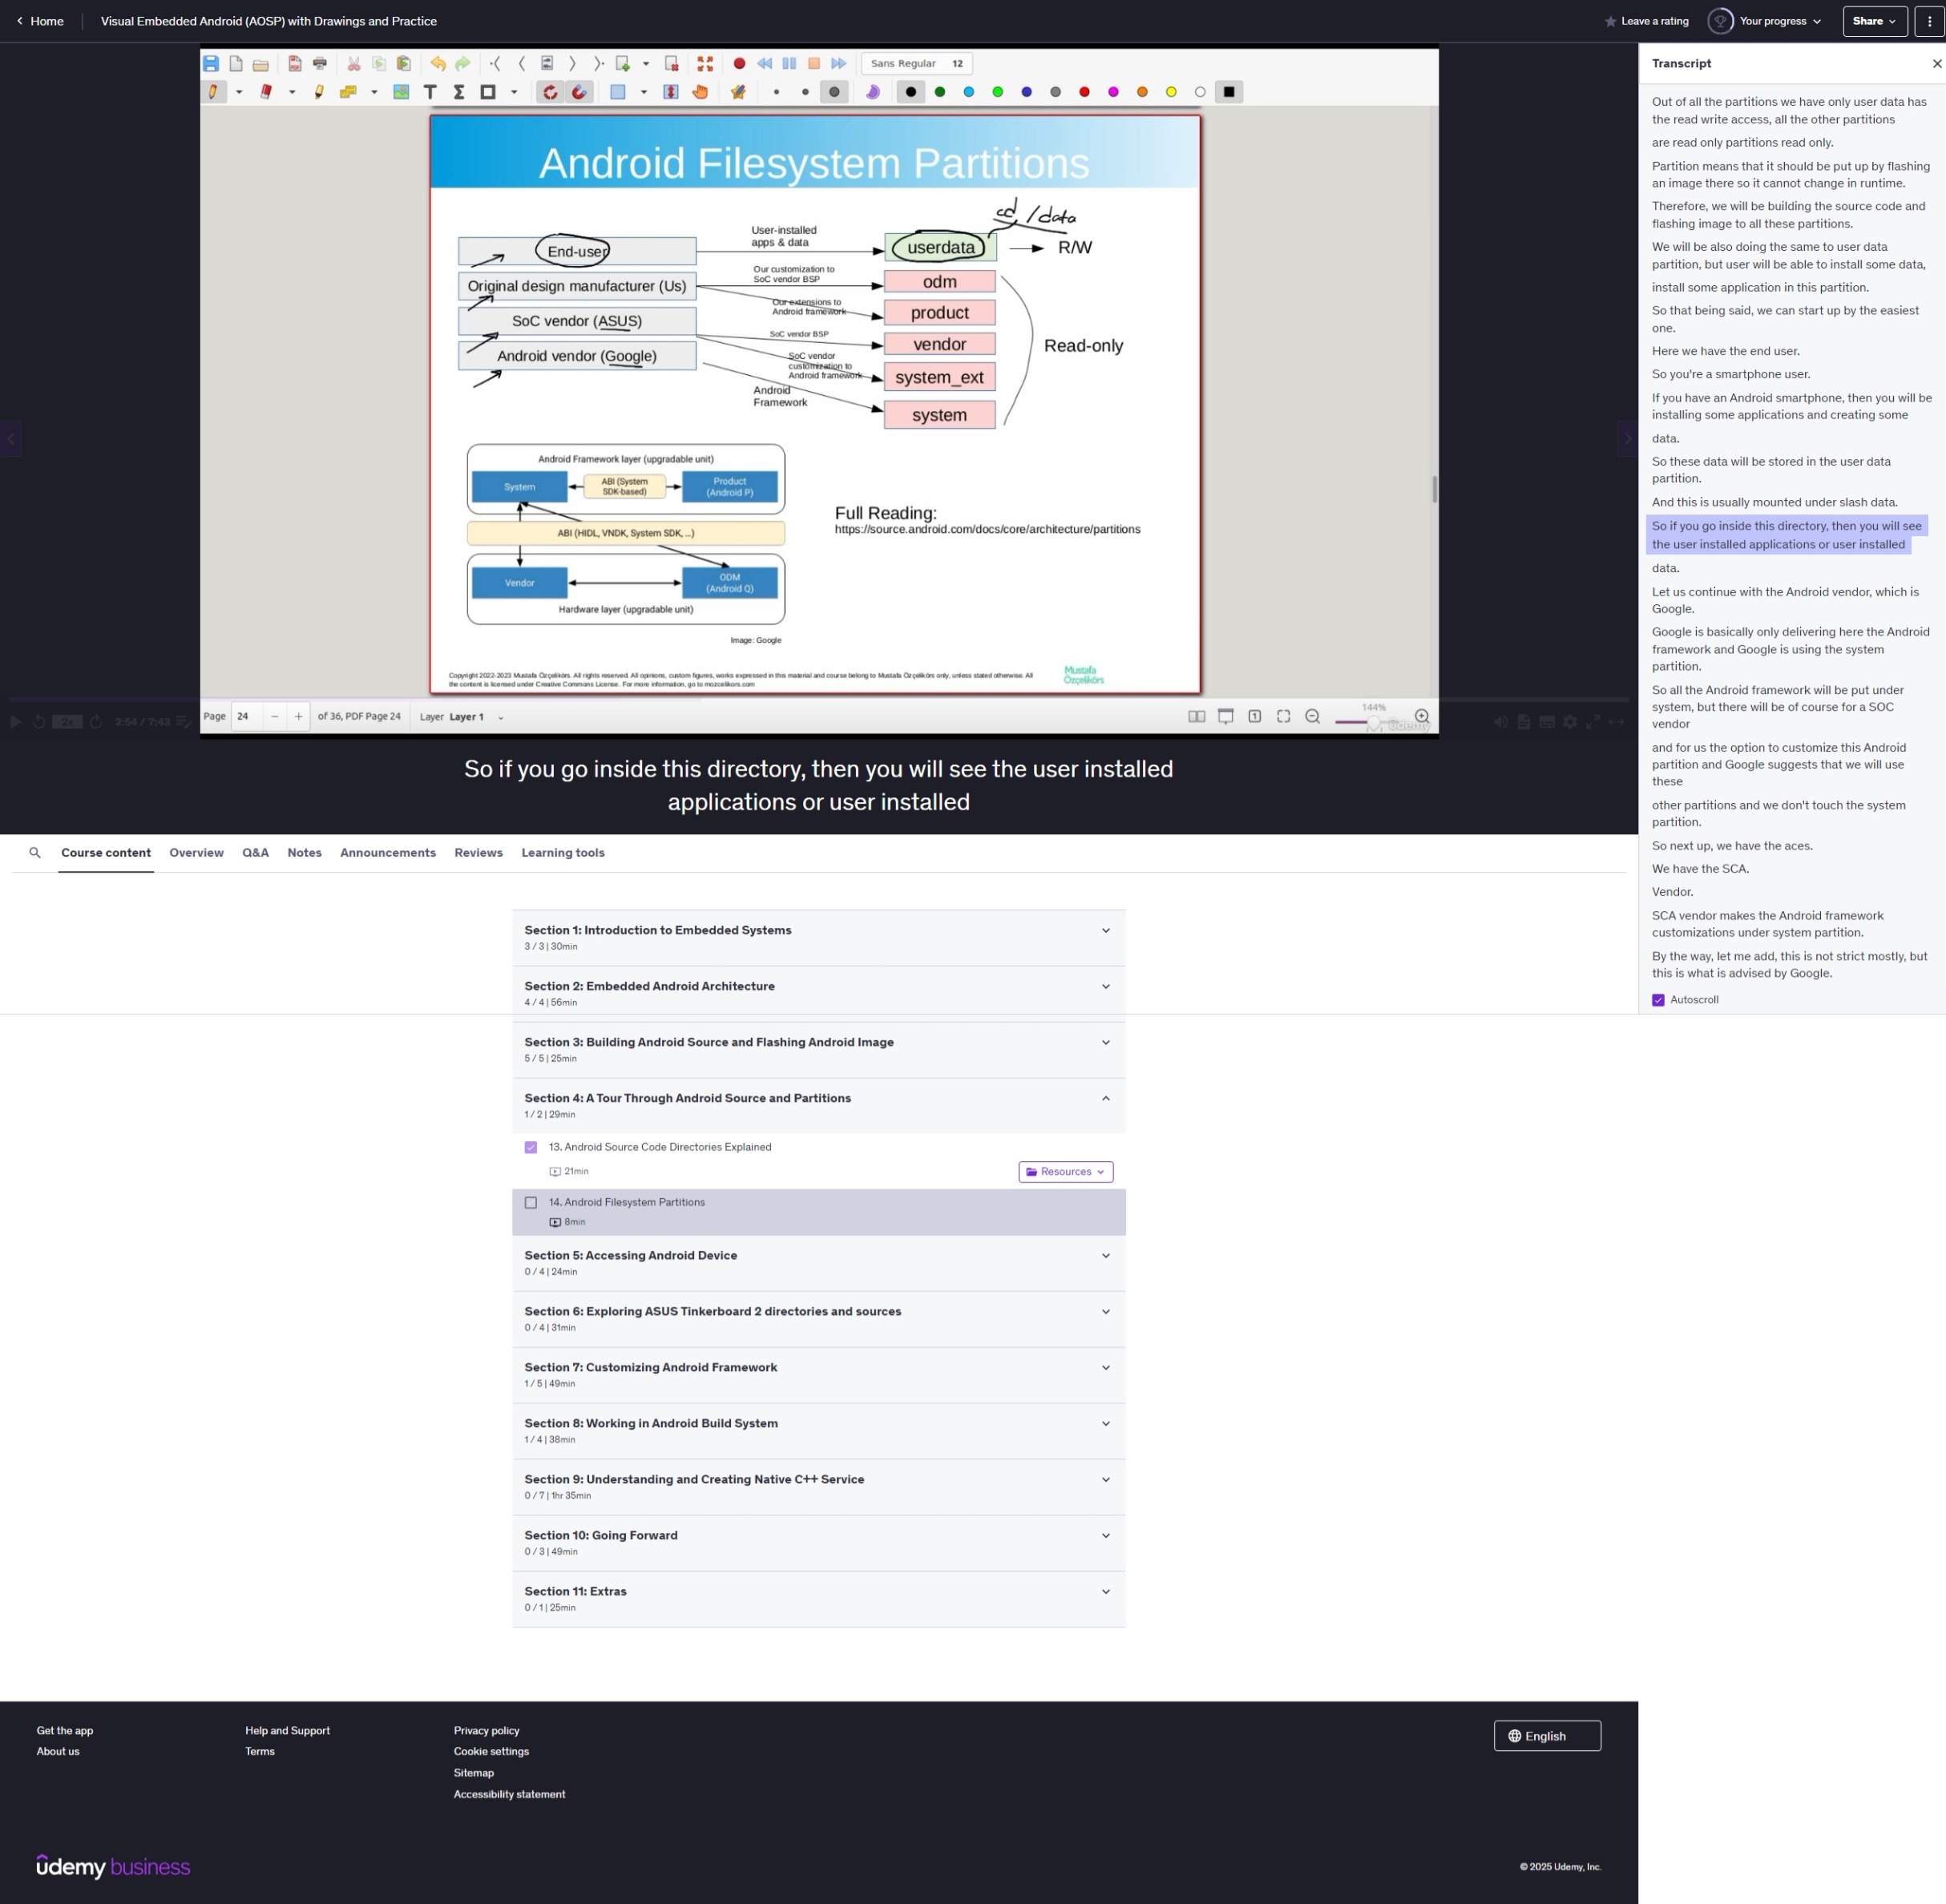 Home
Visual Embedded Android (AOSP) with Drawings and Practice
Leave a rating
Your progress
Share
Sans Regular 12
Android Filesystem Partitions
cd /data
End-user
User-installed
apps & data
userdata
R/W
Original design manufacturer (Us)
Our customization to
SoC vendor BSP
odm
Our extensions to
Android framework
product
SoC vendor (ASUS)
SoC vendor BSP
vendor
Read-only
Android vendor (Google)
SoC vendor
customization to
Android framework
system_ext
Android
Framework
system
Android Framework layer (upgradable unit)
System
ABI (System
SDK-based)
Product
(Android P)
ABI (HIDL, VNDK, System SDK, ...)
Vendor
ODM
(Android Q)
Hardware layer (upgradable unit)
Image: Google
Full Reading:
https://source.android.com/docs/core/architecture/partitions
Copyright 2022-2023 Mustafa Özçelikörs. All rights reserved. All opinions, custom figures, works expressed in this material and course belong to Mustafa Özçelikörs only, unless stated otherwise. All
the content is licensed under Creative Commons License. For more information, go to mozcelikors.com
Mustafa
Özçelikörs
2x
2:54 / 7:43
Page 24 of 36, PDF Page 24 Layer Layer 1
144%
udemy
So if you go inside this directory, then you will see the user installed
applications or user installed
Transcript
Out of all the partitions we have only user data has
the read write access, all the other partitions
are read only partitions read only.
Partition means that it should be put up by flashing
an image there so it cannot change in runtime.
Therefore, we will be building the source code and
flashing image to all these partitions.
We will be also doing the same to user data
partition, but user will be able to install some data,
install some application in this partition.
So that being said, we can start up by the easiest
one.
Here we have the end user.
So you're a smartphone user.
If you have an Android smartphone, then you will be
installing some applications and creating some
data.
So these data will be stored in the user data
partition.
And this is usually mounted under slash data.
So if you go inside this directory, then you will see
the user installed applications or user installed
data.
Let us continue with the Android vendor, which is
Google.
Google is basically only delivering here the Android
framework and Google is using the system
partition.
So all the Android framework will be put under
system, but there will be of course for a SOC
vendor
and for us the option to customize this Android
partition and Google suggests that we will use
these
other partitions and we don't touch the system
partition.
So next up, we have the aces.
We have the SCA.
Vendor.
SCA vendor makes the Android framework
customizations under system partition.
By the way, let me add, this is not strict mostly, but
this is what is advised by Google.
Autoscroll
Course content
Overview
Q&A
Notes
Announcements
Reviews
Learning tools
Section 1: Introduction to Embedded Systems
3 / 3 | 30min
Section 2: Embedded Android Architecture
4 / 4 | 56min
Section 3: Building Android Source and Flashing Android Image
5 / 5 | 25min
Section 4: A Tour Through Android Source and Partitions
1 / 2 | 29min
13. Android Source Code Directories Explained
21min
Resources
14. Android Filesystem Partitions
8min
Section 5: Accessing Android Device
0 / 4 | 24min
Section 6: Exploring ASUS Tinkerboard 2 directories and sources
0 / 4 | 31min
Section 7: Customizing Android Framework
1 / 5 | 49min
Section 8: Working in Android Build System
1 / 4 | 38min
Section 9: Understanding and Creating Native C++ Service
0 / 7 | 1hr 35min
Section 10: Going Forward
0 / 3 | 49min
Section 11: Extras
0 / 1 | 25min
Get the app
About us
Help and Support
Terms
Privacy policy
Cookie settings
Sitemap
Accessibility statement
English
udemy business
© 2025 Udemy, Inc.